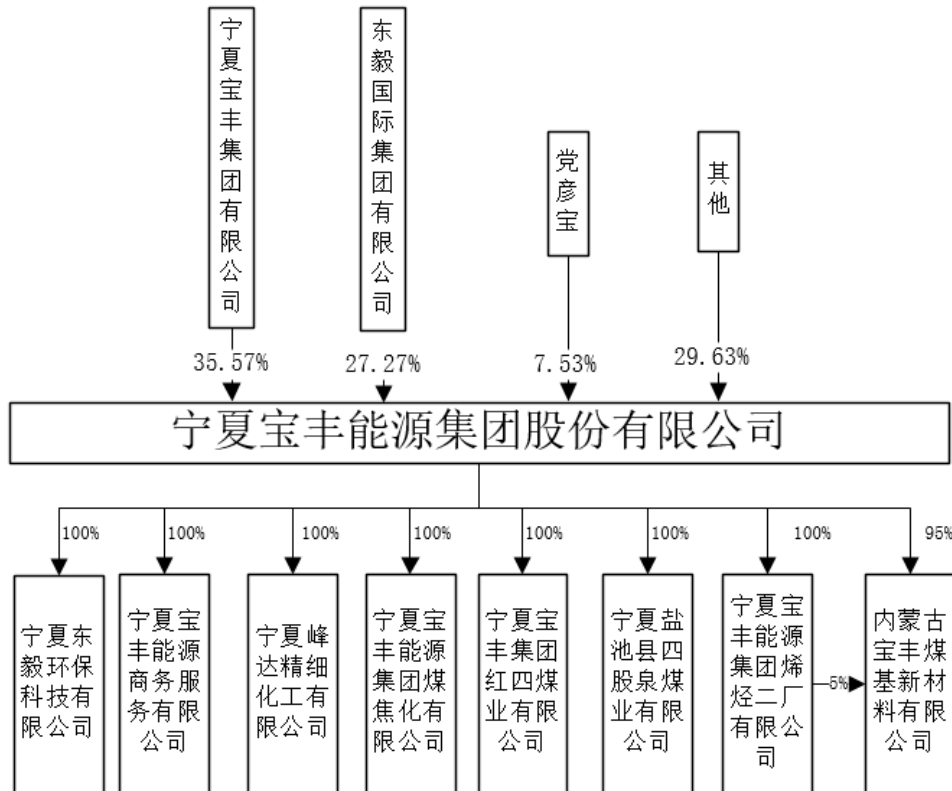 宁夏宝丰集团有限公司
东毅国际集团有限公司
党彦宝
其他
35.57%
27.27%
7.53%
29.63%
宁夏宝丰能源集团股份有限公司
100%
100%
100%
100%
100%
100%
100%
95%
宁夏东
毅环保
科技有
限公司
宁夏宝
丰能源
商务服
务有限
公司
宁夏峰
达精细
化工有
限公司
宁夏宝
丰能源
集团煤
焦化有
限公司
宁夏宝
丰集团
红四煤
业有限
公司
宁夏盐
池县四
股泉煤
业有限
公司
宁夏宝
丰能源
集团烯
烃二厂
有限公
司
5%
内蒙古
宝丰煤
基新材
料有限
公司